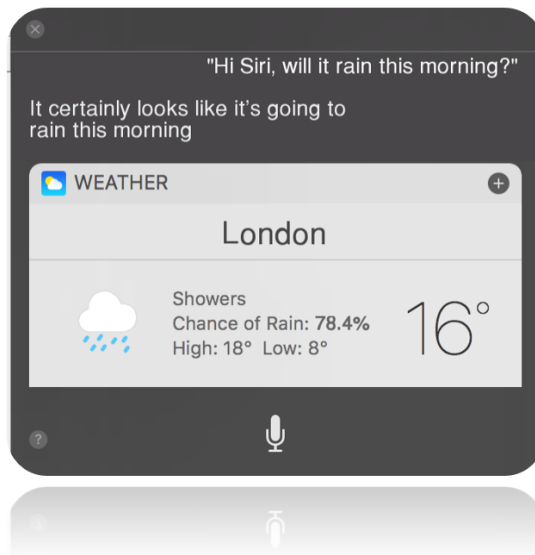 "Hi Siri, will it rain this morning?"
It certainly looks like it's going to
rain this morning
WEATHER
London
Showers
Chance of Rain: 78.4%
High: 18° Low: 8°
16°
?